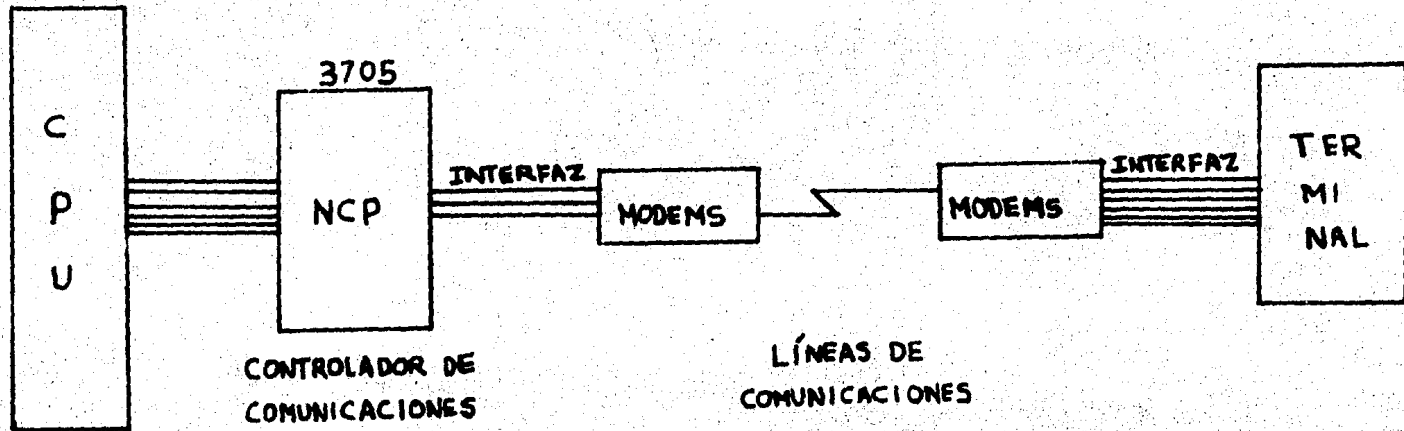 C
P
U
3705
NCP
CONTROLADOR DE
COMUNICACIONES
INTERFAZ
MODEMS
LÍNEAS DE
COMUNICACIONES
MODEMS
INTERFAZ
TER
MI
NAL